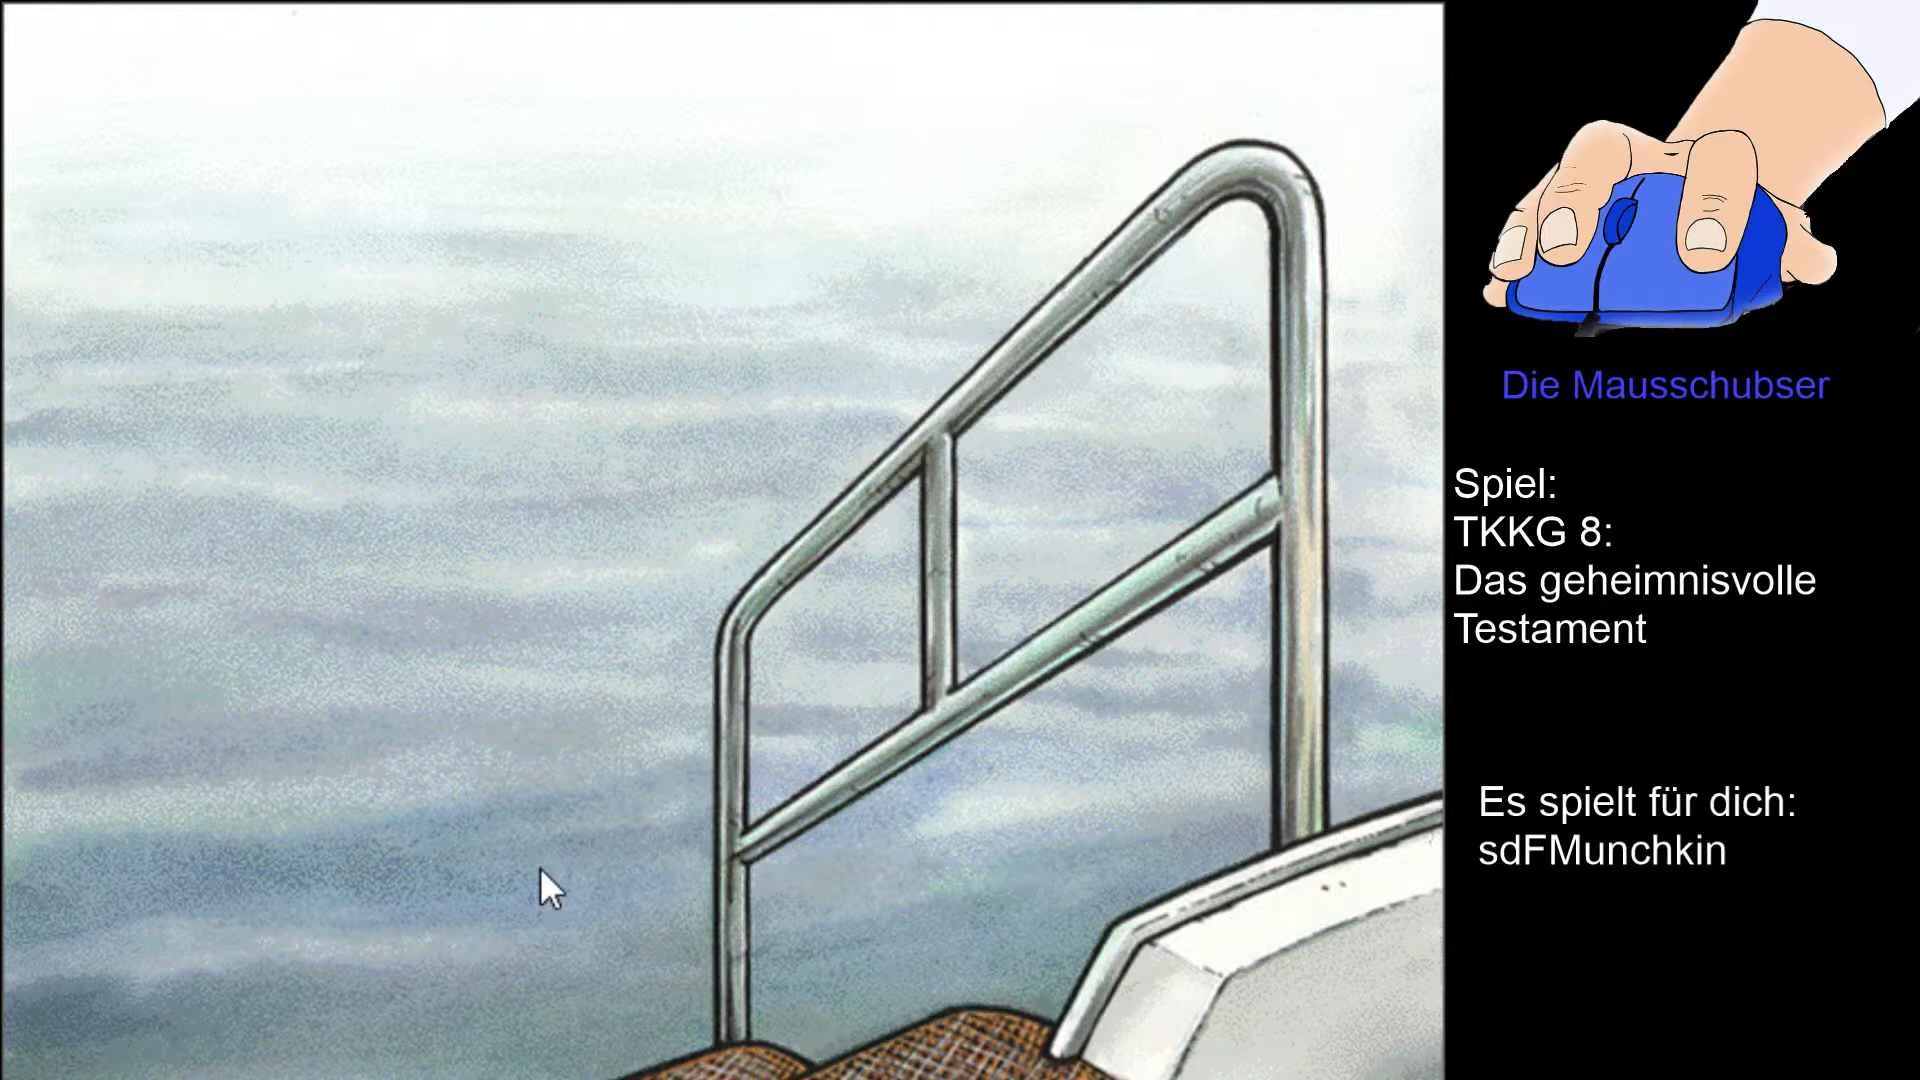 Die Mausschubser
Spiel:
TKKG 8:
Das geheimnisvolle
Testament
Es spielt für dich:
sdFMunchkin